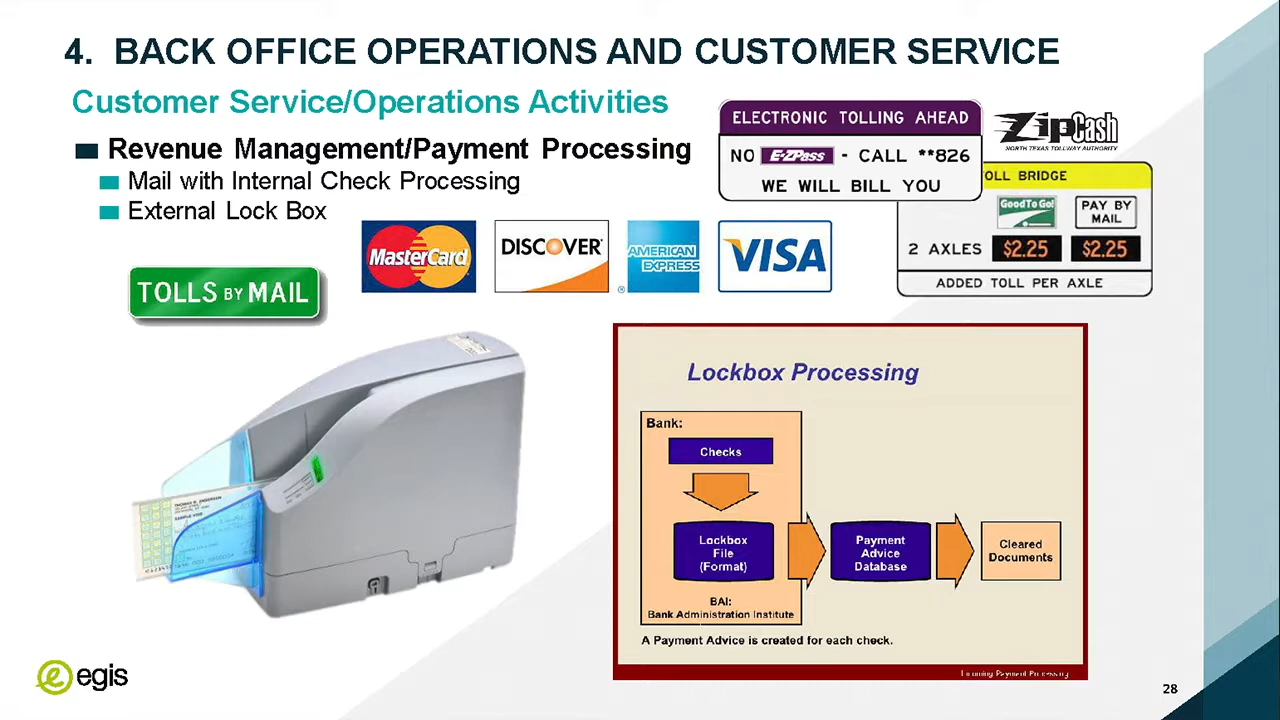 4. BACK OFFICE OPERATIONS AND CUSTOMER SERVICE
Customer Service/Operations Activities
Revenue Management/Payment Processing
Mail with Internal Check Processing
External Lock Box
ELECTRONIC TOLLING AHEAD
NO E-ZPass - CALL **826
WE WILL BILL YOU
ZipCash
NORTH TEXAS TOLLWAY AUTHORITY
OLL BRIDGE
GoodToGo!
PAY BY
MAIL
2 AXLES $2.25 $2.25
ADDED TOLL PER AXLE
MasterCard
DISCOVER
AMERICAN
EXPRESS
VISA
TOLLS BY MAIL
Lockbox Processing
Bank:
Checks
Lockbox
File
(Format)
Payment
Advice
Database
Cleared
Documents
BAI:
Bank Administration Institute
A Payment Advice is created for each check.
Incoming Payment Processing
egis
28